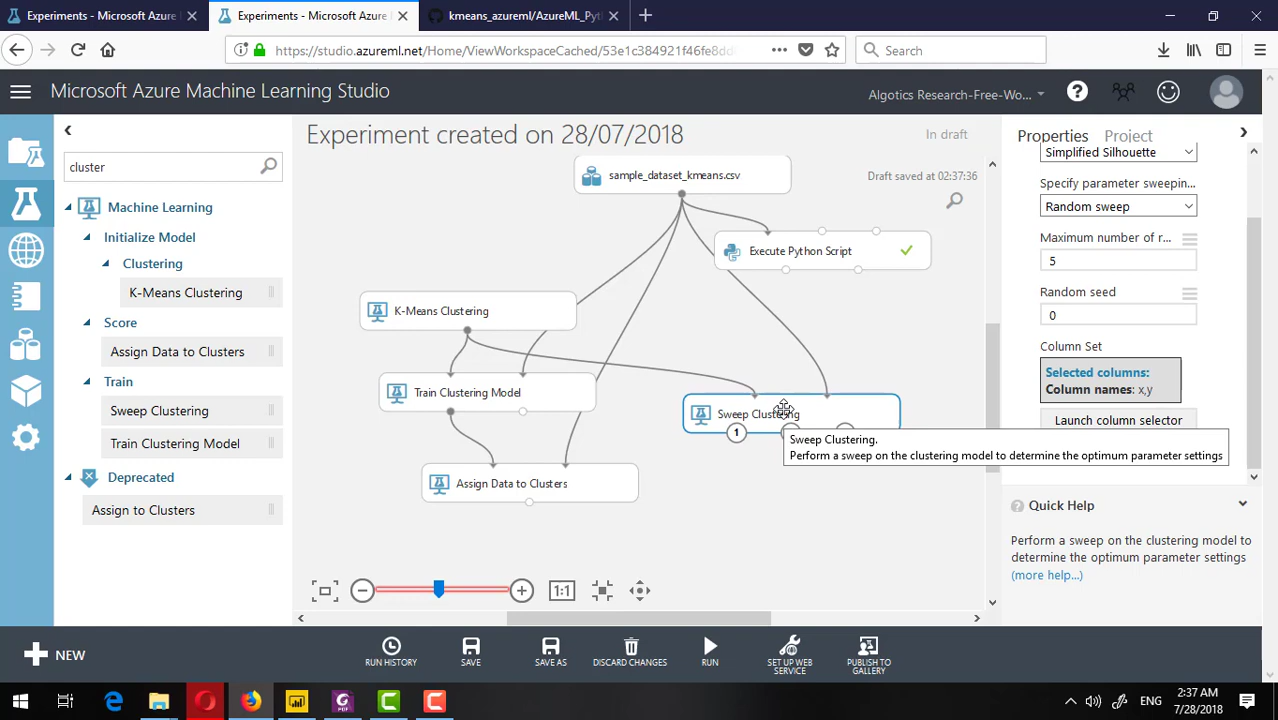 Experiments - Microsoft Azure M
Experiments - Microsoft Azure M
kmeans_azureml/AzureML_Pyth
https://studio.azureml.net/Home/ViewWorkspaceCached/53e1c384921f46fe8dd
Search
Microsoft Azure Machine Learning Studio
Algotics Research-Free-Wo...
cluster
Machine Learning
Initialize Model
Clustering
K-Means Clustering
Score
Assign Data to Clusters
Train
Sweep Clustering
Train Clustering Model
Deprecated
Assign to Clusters
Experiment created on 28/07/2018
In draft
Draft saved at 02:37:36
sample_dataset_kmeans.csv
Execute Python Script
K-Means Clustering
Train Clustering Model
Sweep Clustering
1
Assign Data to Clusters
Sweep Clustering.
Perform a sweep on the clustering model to determine the optimum parameter settings
1:1
Properties Project
Simplified Silhouette
Specify parameter sweepin...
Random sweep
Maximum number of r...
5
Random seed
0
Column Set
Selected columns:
Column names: x,y
Launch column selector
Quick Help
Perform a sweep on the clustering model to
determine the optimum parameter settings
(more help...)
NEW
RUN HISTORY
SAVE
SAVE AS
DISCARD CHANGES
RUN
SET UP WEB
SERVICE
PUBLISH TO
GALLERY
ENG
2:37 AM
7/28/2018